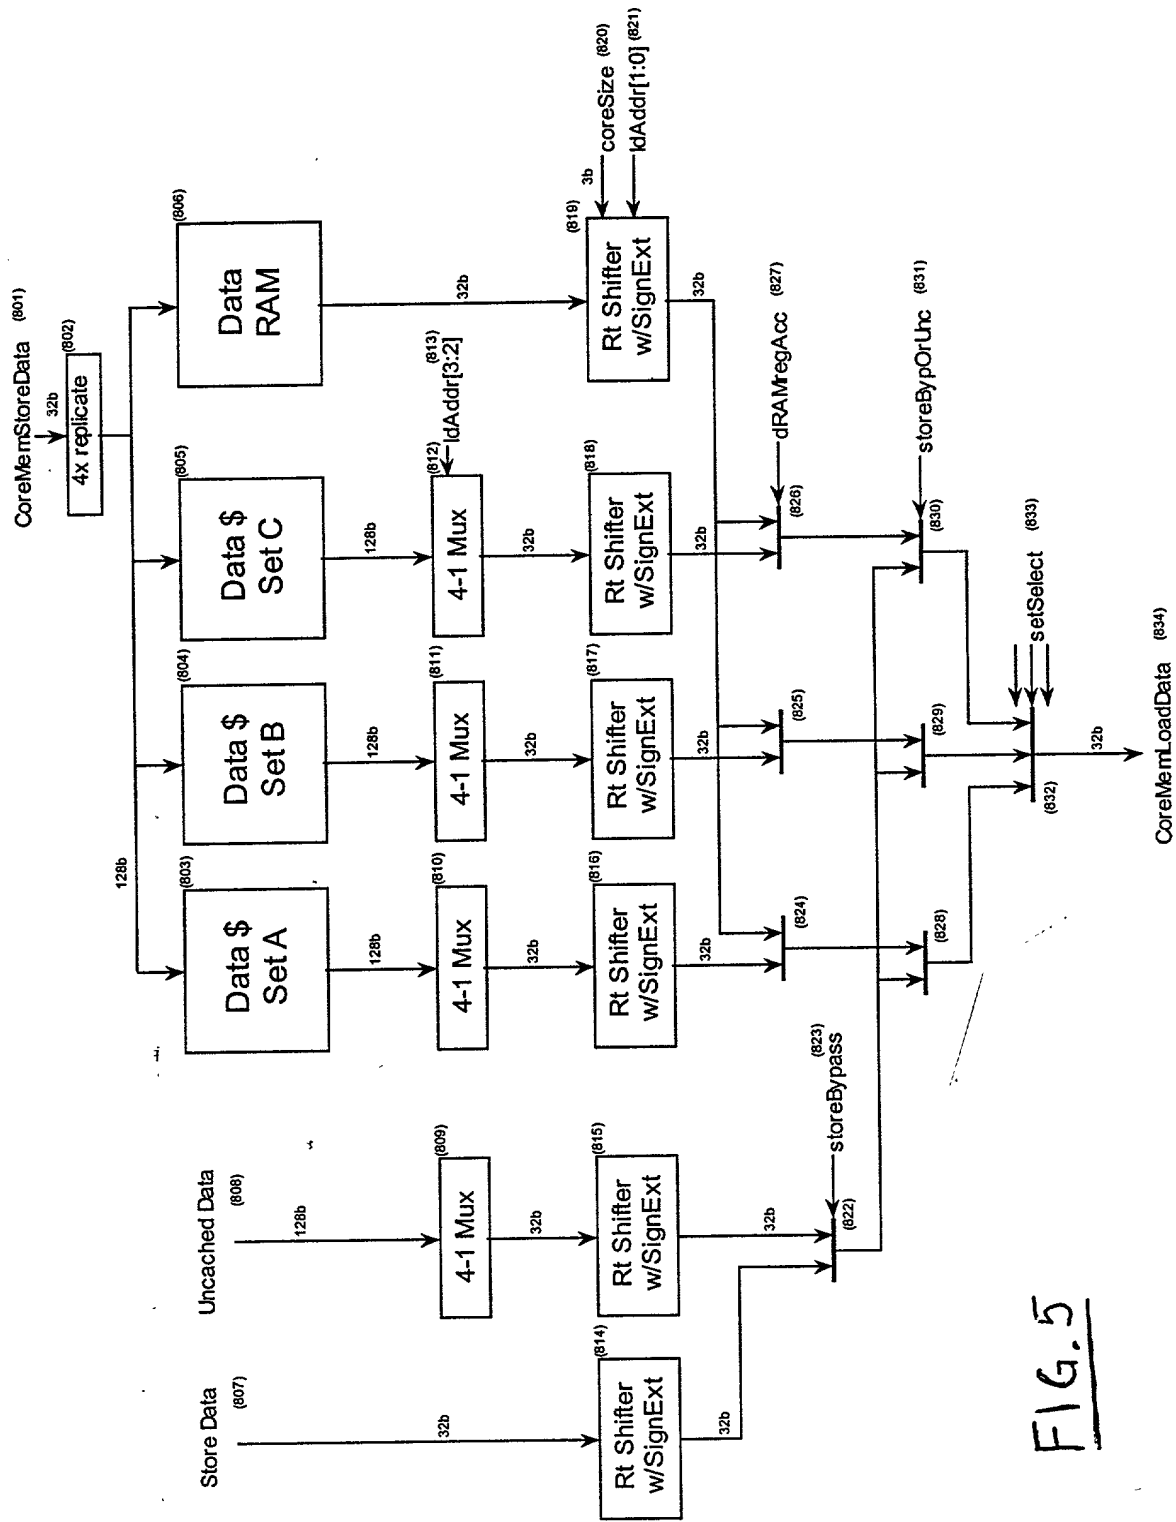 CoreMemStoreData (801)
32b
4x replicate
(802)
128b
Data $
Set A
(803)
Data $
Set B
(804)
Data $
Set C
(805)
Data
RAM
(806)
Store Data
(807)
Uncached Data
(808)
32b
128b
128b
128b
128b
32b
4-1 Mux
(809)
4-1 Mux
(810)
4-1 Mux
(811)
4-1 Mux
(812)
ldAddr[3:2]
(813)
32b
32b
32b
32b
Rt Shifter
w/SignExt
(814)
Rt Shifter
w/SignExt
(815)
Rt Shifter
w/SignExt
(816)
Rt Shifter
w/SignExt
(817)
Rt Shifter
w/SignExt
(818)
Rt Shifter
w/SignExt
(819)
3b
coreSize (820)
ldAddr[1:0] (821)
32b
32b
32b
32b
32b
32b
storeBypass
(823)
(822)
(824)
(825)
(826)
dRAMregAcc (827)
(828)
(829)
(830)
storeBypOrUnc (831)
(832)
setSelect (833)
32b
CoreMemLoadData (834)
FIG. 5